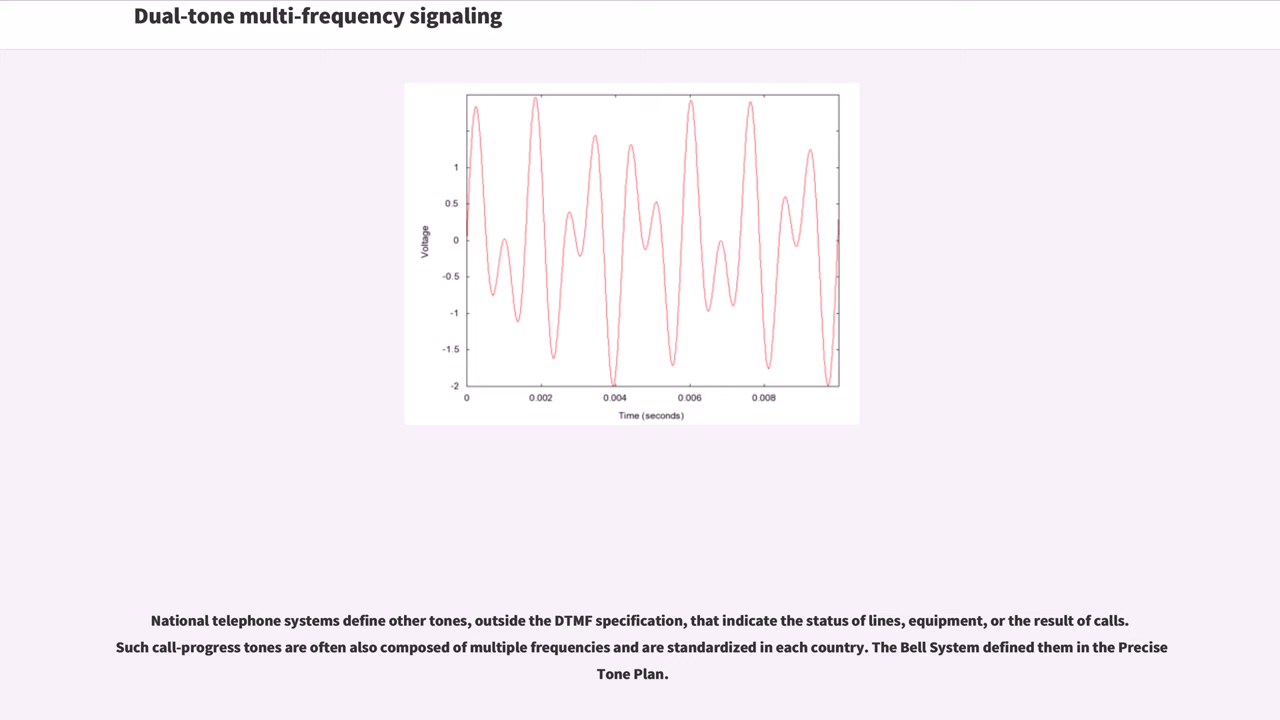 Dual-tone multi-frequency signaling
1
0.5
0
-0.5
-1
-1.5
-2
Voltage
0 0.002 0.004 0.006 0.008
Time (seconds)
National telephone systems define other tones, outside the DTMF specification, that indicate the status of lines, equipment, or the result of calls.
Such call-progress tones are often also composed of multiple frequencies and are standardized in each country. The Bell System defined them in the Precise
Tone Plan.